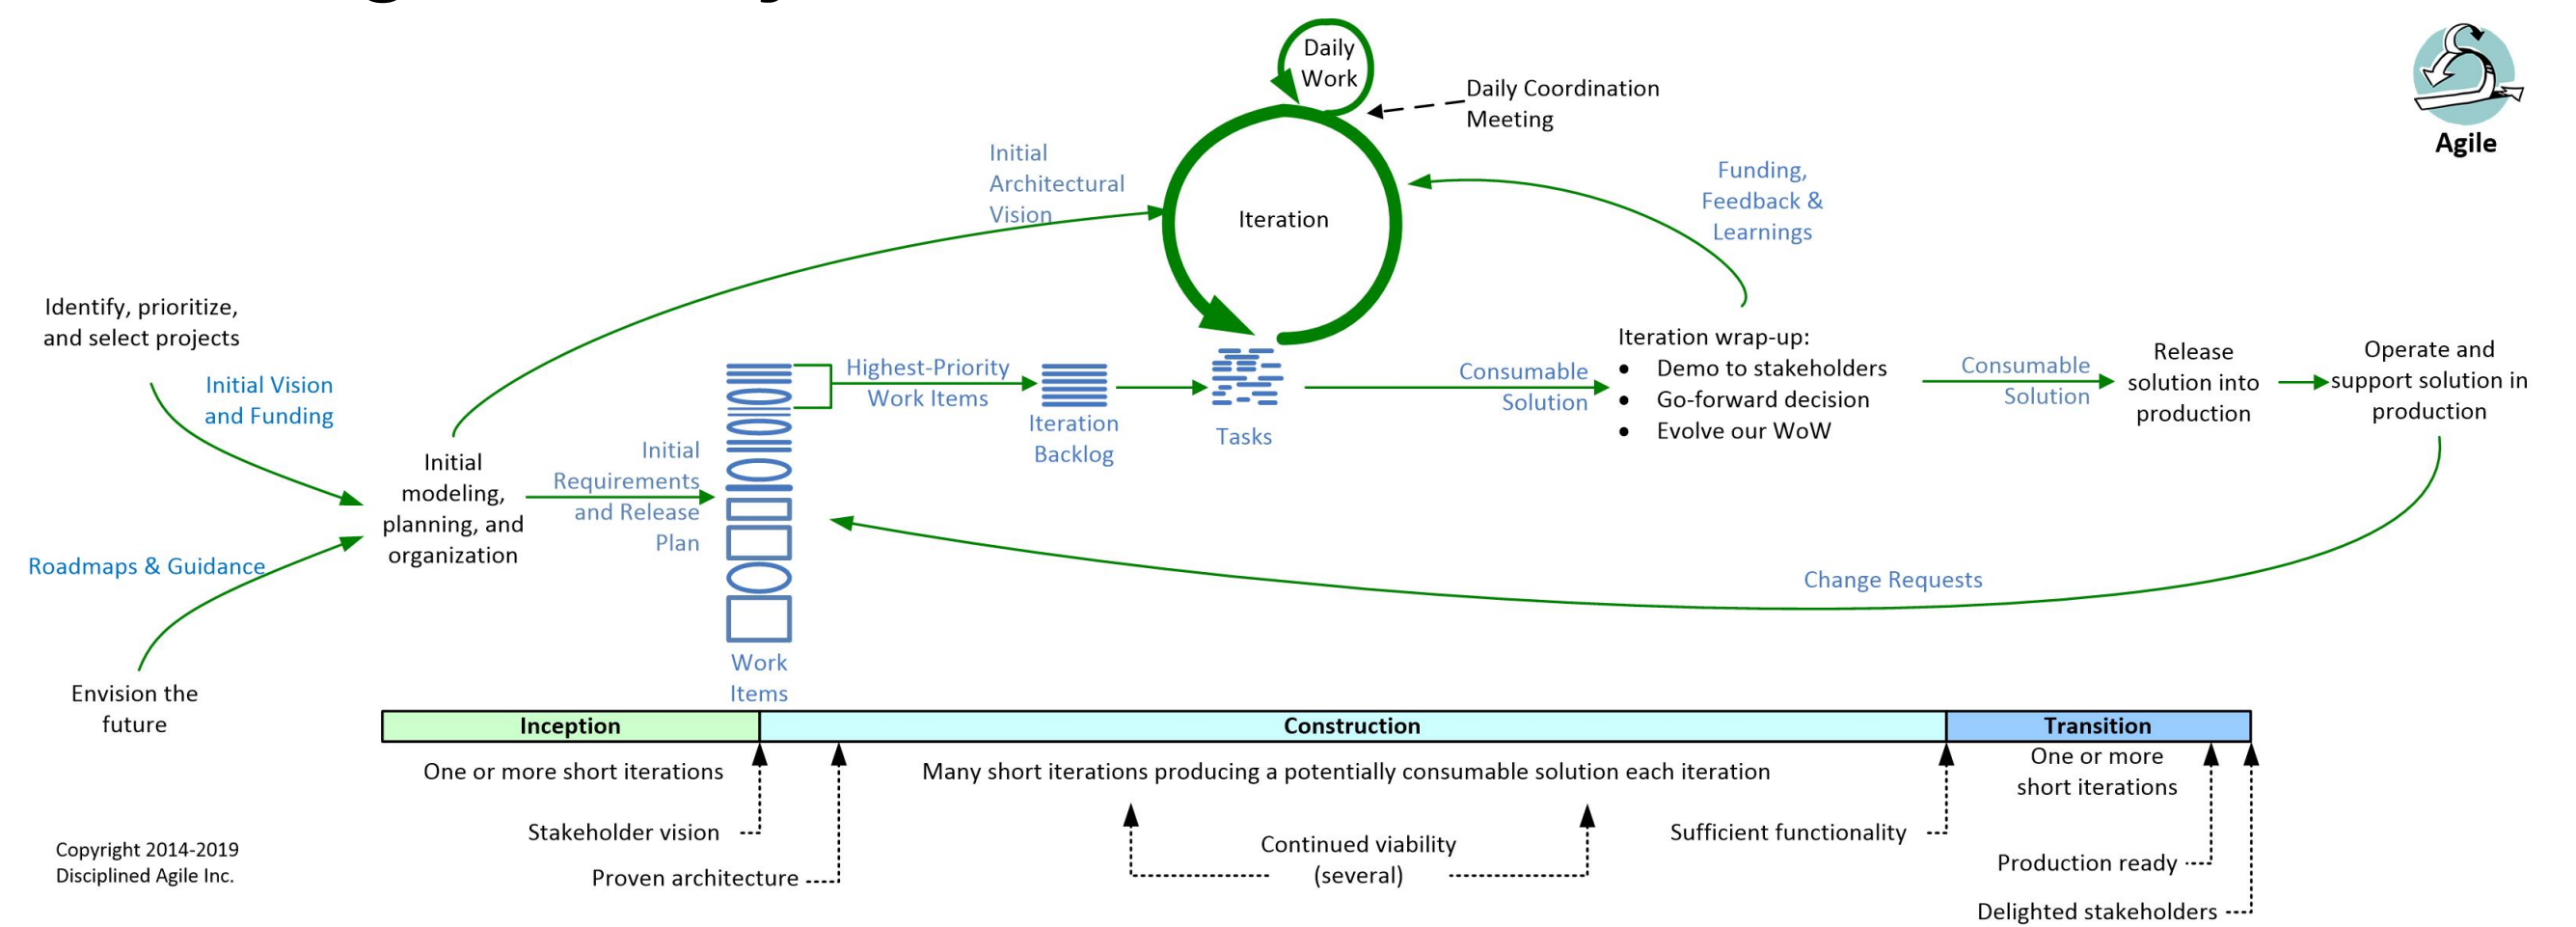 Daily
Work
Daily Coordination
Meeting
Agile
Initial
Architectural
Vision
Iteration
Funding,
Feedback &
Learnings
Identify, prioritize,
and select projects
Initial Vision
and Funding
Highest-Priority
Work Items
Iteration
Backlog
Tasks
Consumable
Solution
Iteration wrap-up:
• Demo to stakeholders
• Go-forward decision
• Evolve our WoW
Consumable
Solution
Release
solution into
production
Operate and
support solution in
production
Initial
modeling,
planning, and
organization
Initial
Requirements
and Release
Plan
Roadmaps & Guidance
Change Requests
Envision the
future
Work
Items
Inception
Construction
Transition
One or more short iterations
Many short iterations producing a potentially consumable solution each iteration
One or more
short iterations
Stakeholder vision
Continued viability
(several)
Sufficient functionality
Proven architecture
Production ready
Delighted stakeholders
Copyright 2014-2019
Disciplined Agile Inc.